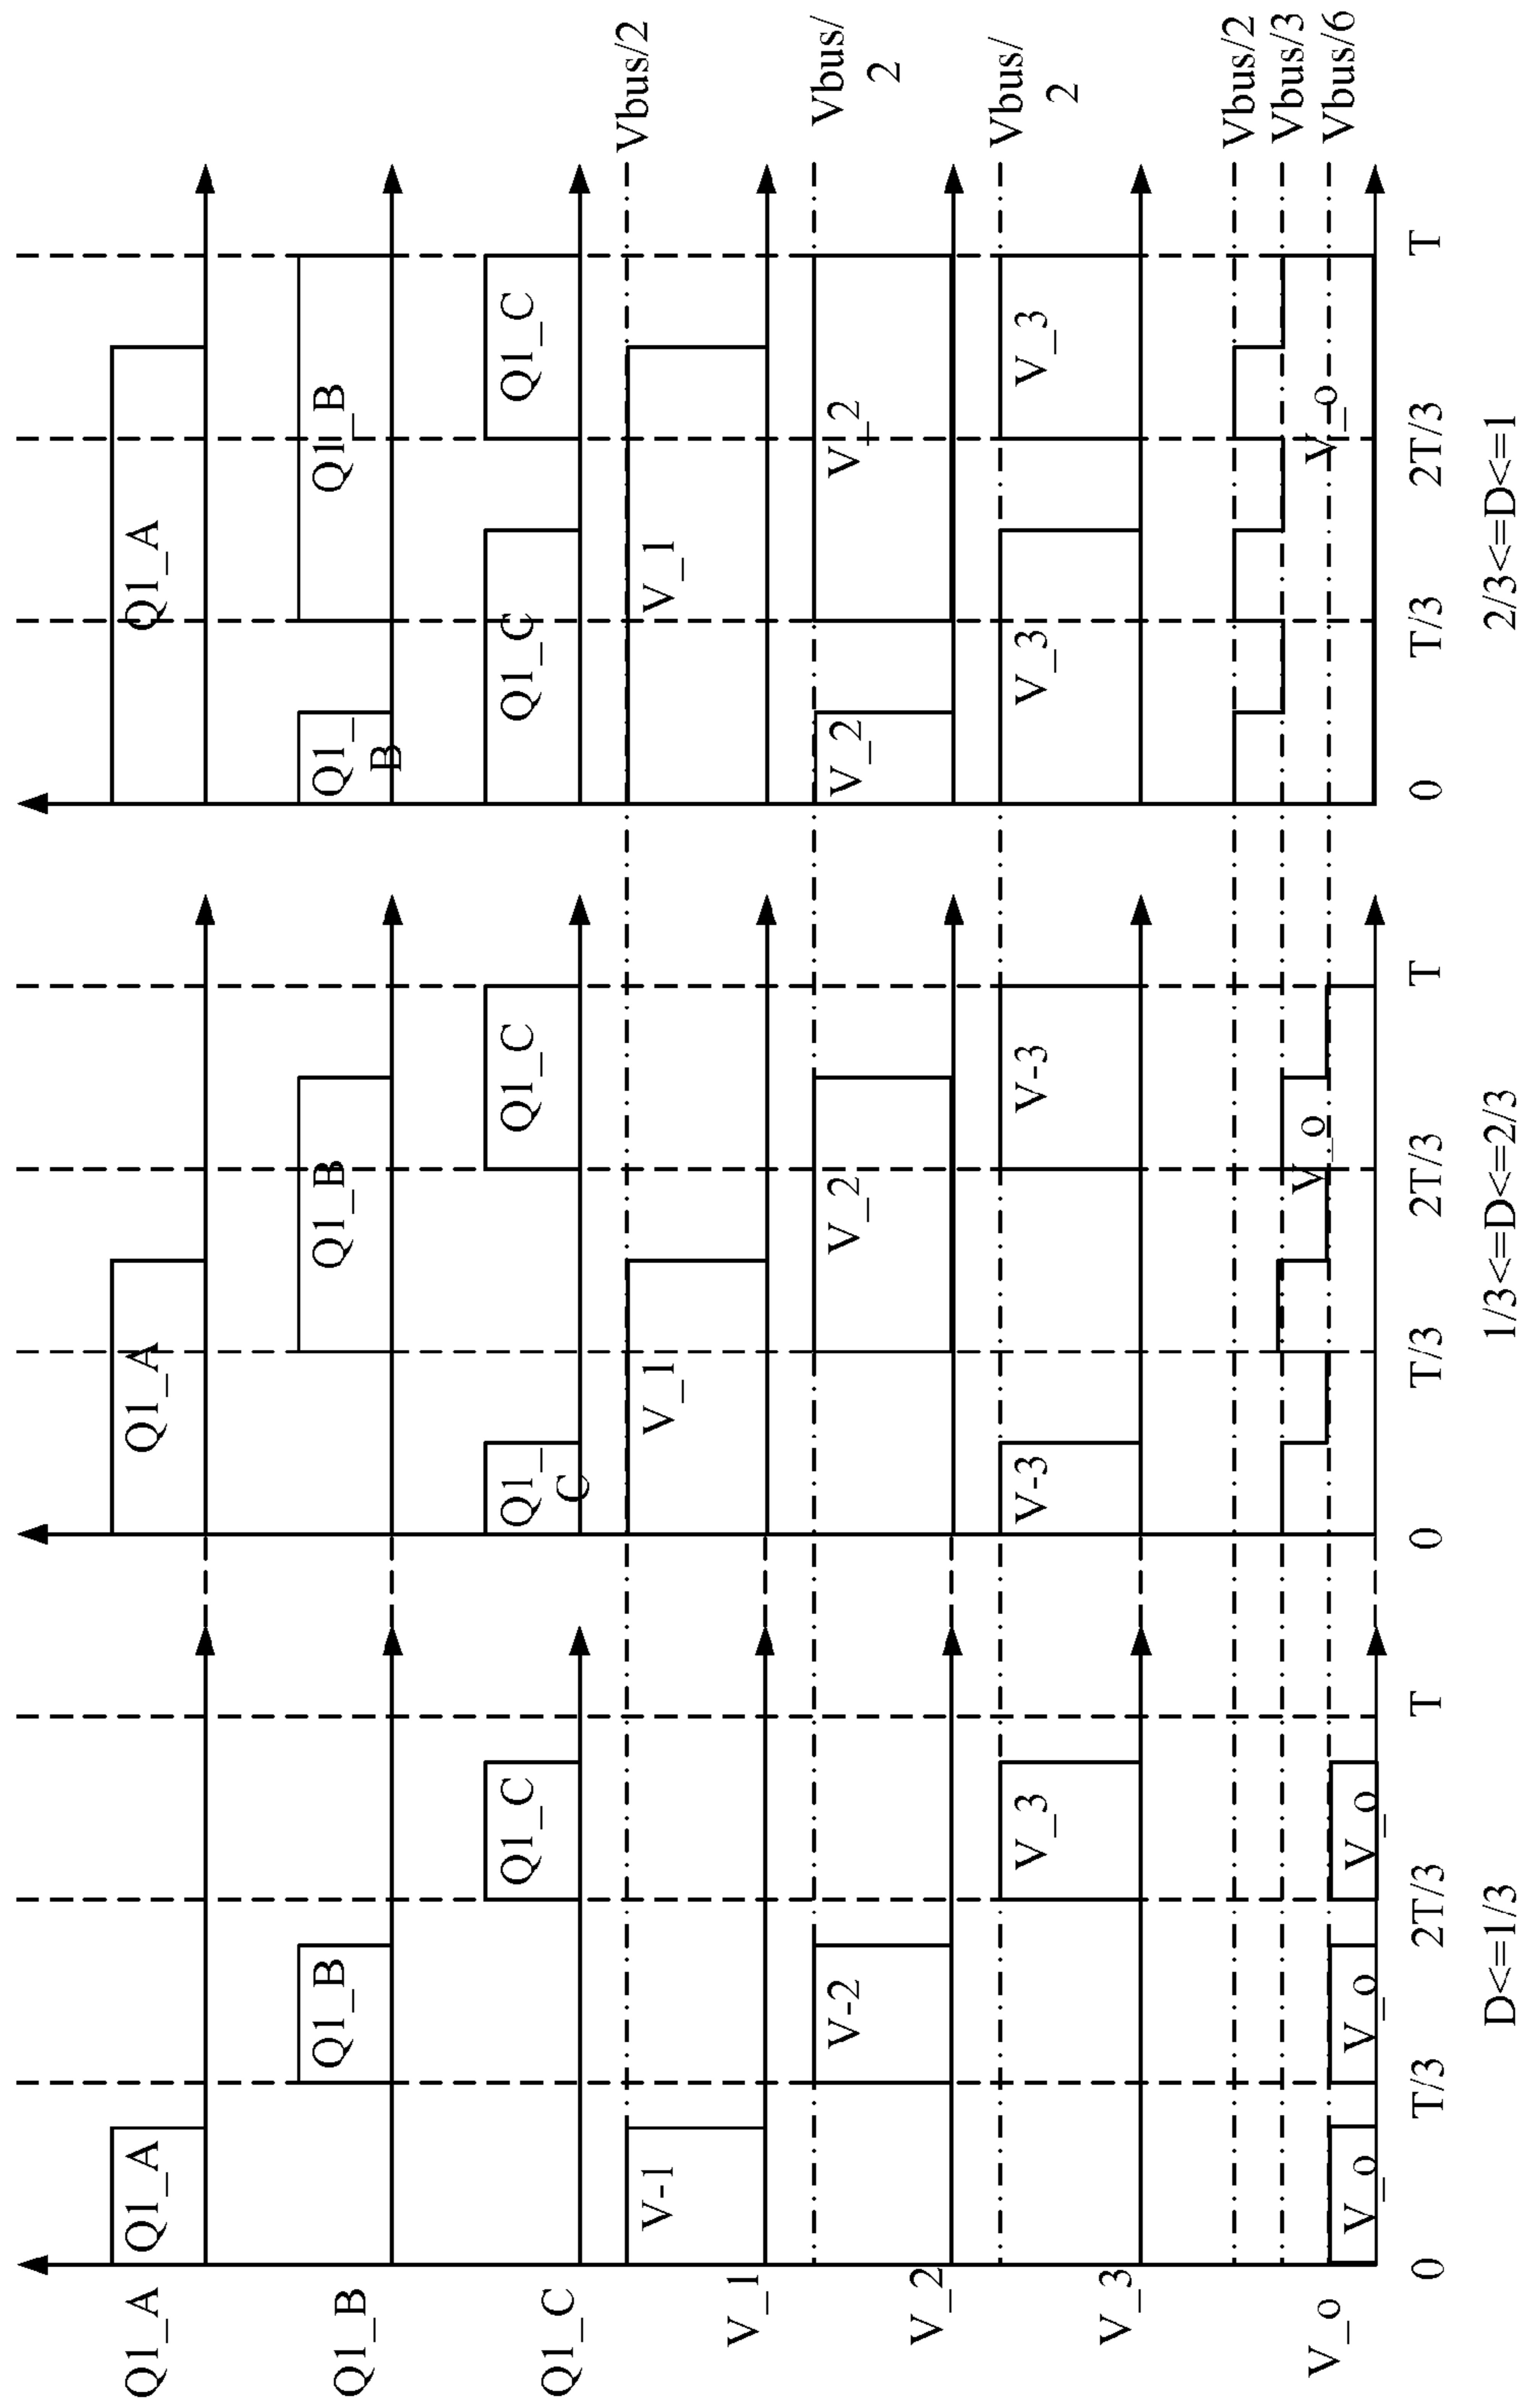 Q1_A
Q1_A
Q1_A
Q1_A
Q1_B
Q1_B
Q1_B
Q1_
B
Q1_B
Q1_C
Q1_C
Q1_
C
Q1_C
Q1_C
Q1_C
Vbus/2
V_1
V-1
V_1
V_1
Vbus/
2
V_2
V-2
V_2
V_2
V_2
Vbus/
2
V_3
V_3
V-3
V-3
V_3
V_3
Vbus/2
Vbus/3
Vbus/6
V_o
V_o
V_o
V_o
V_o
V_o
0 T/3 2T/3 T
0 T/3 2T/3 T
0 T/3 2T/3 T
D<=1/3
1/3<=D<=2/3
2/3<=D<=1